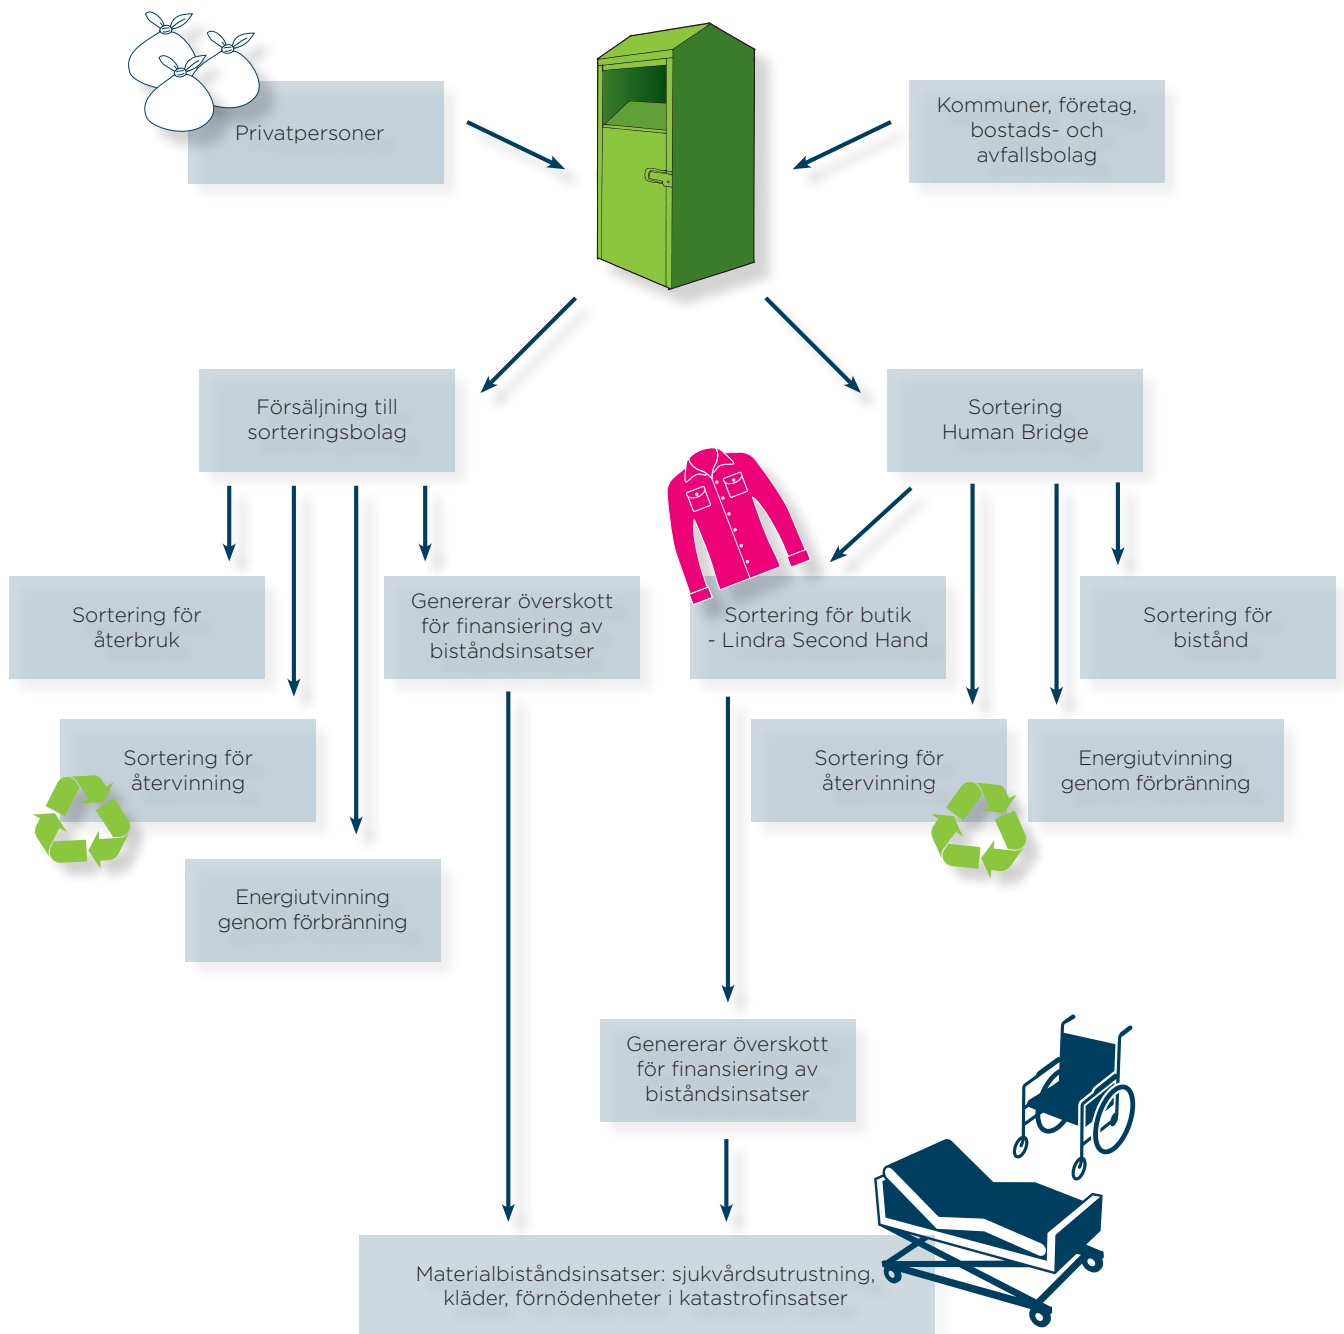 Privatpersoner
Kommuner, företag,
bostads- och
avfallsbolag
Försäljning till
sorteringsbolag
Sortering
Human Bridge
Sortering för
återbruk
Genererar överskott
för finansiering av
biståndsinsatser
Sortering för butik
- Lindra Second Hand
Sortering för
bistånd
Sortering för
återvinning
Sortering för
återvinning
Energiutvinning
genom förbränning
Energiutvinning
genom förbränning
Genererar överskott
för finansiering av
biståndsinsatser
Materialbiståndsinsatser: sjukvårdsutrustning,
kläder, förnödenheter i katastrofinsatser